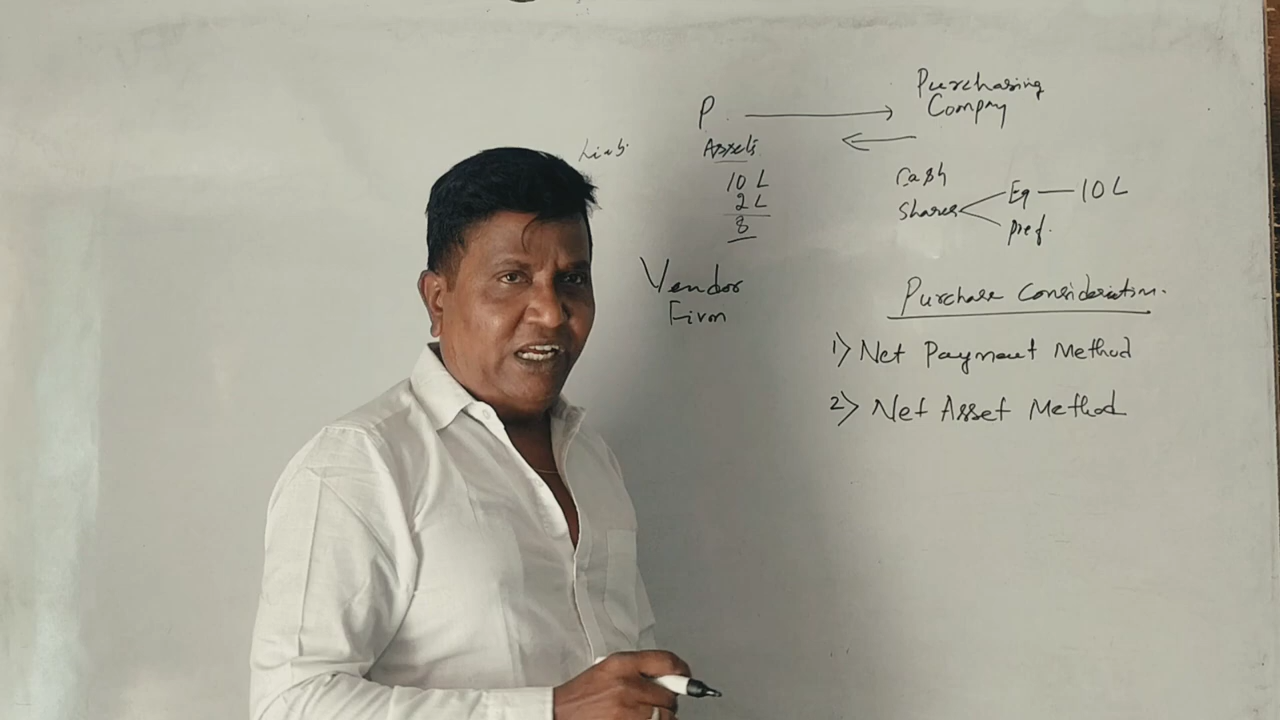 Purchasing
Company
P
Liab.
Assets
10 L
2 L
8
Cash
Shares
Eq — 10 L
Pref.
Vendor
Firm
Purchase Consideration.
1) Net Payment Method
2) Net Asset Method